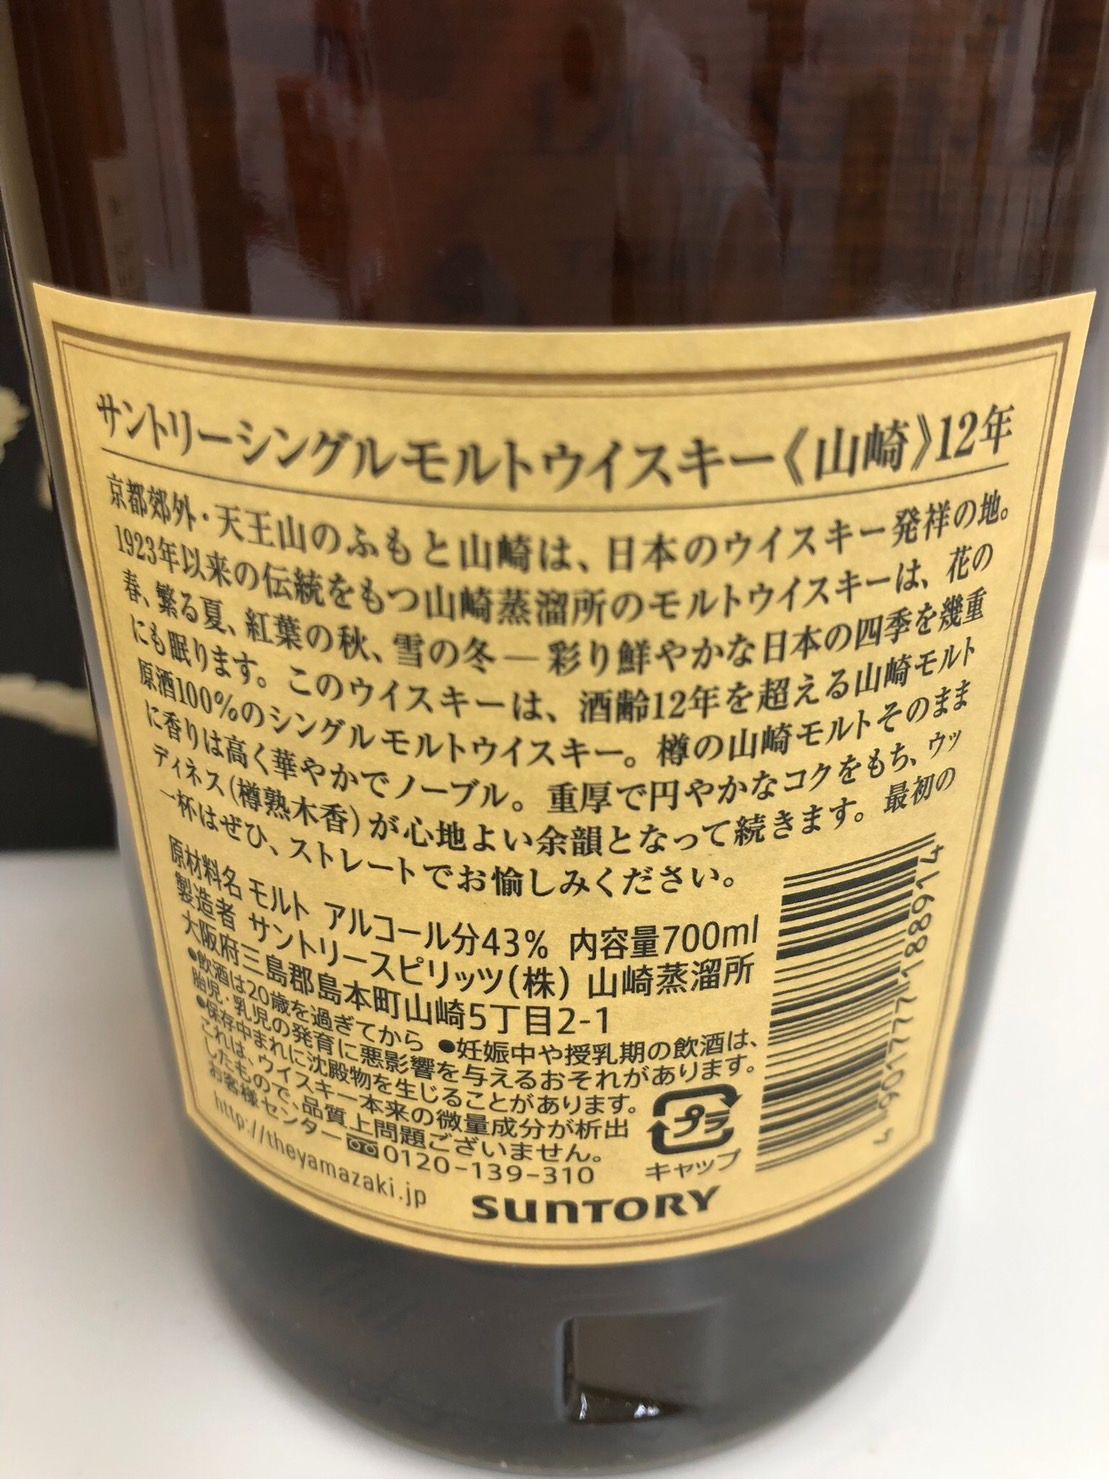 サントリーシングルモルトウイスキー《山崎》12年
京都郊外・天王山のふもと山崎は、日本のウイスキー発祥の地。
1923年以来の伝統をもつ山崎蒸溜所のモルトウイスキーは、花の
春、繁る夏、紅葉の秋、雪の冬—彩り鮮やかな日本の四季を幾重
にも眠ります。このウイスキーは、酒齢12年を超える山崎モルト
原酒100%のシングルモルトウイスキー。樽の山崎モルトそのまま
に香りは高く華やかでノーブル。重厚で円やかなコクをもち、ウッ
ディネス(樽熟木香)が心地よい余韻となって続きます。最初の
一杯はぜひ、ストレートでお愉しみください。
原材料名 モルト アルコール分43% 内容量700ml
製造者 サントリースピリッツ(株) 山崎蒸溜所
大阪府三島郡島本町山崎5丁目2-1
●飲酒は20歳を過ぎてから ●妊娠中や授乳期の飲酒は、
胎児・乳児の発育に悪影響を与えるおそれがあります。
●保存中まれに沈殿物を生じることがあります。
これは、ウイスキー本来の微量成分が析出
したもので、品質上問題ございません。
お客様センター 0120-139-310
http://theyamazaki.jp
プラ
キャップ
SUNTORY
4 901777 188914